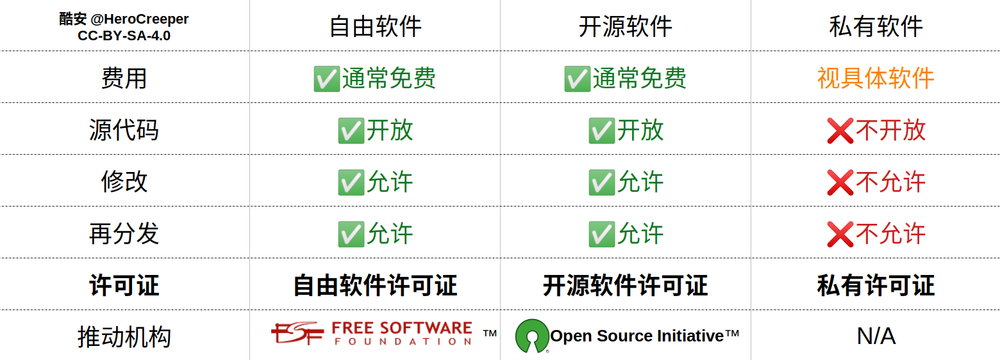 酷安 @HeroCreeper
CC-BY-SA-4.0
自由软件
开源软件
私有软件
费用
✅通常免费
✅通常免费
视具体软件
源代码
✅开放
✅开放
❌不开放
修改
✅允许
✅允许
❌不允许
再分发
✅允许
✅允许
❌不允许
许可证
自由软件许可证
开源软件许可证
私有许可证
推动机构
FSF FREE SOFTWARE
FOUNDATION ™
Open Source Initiative™
®
N/A